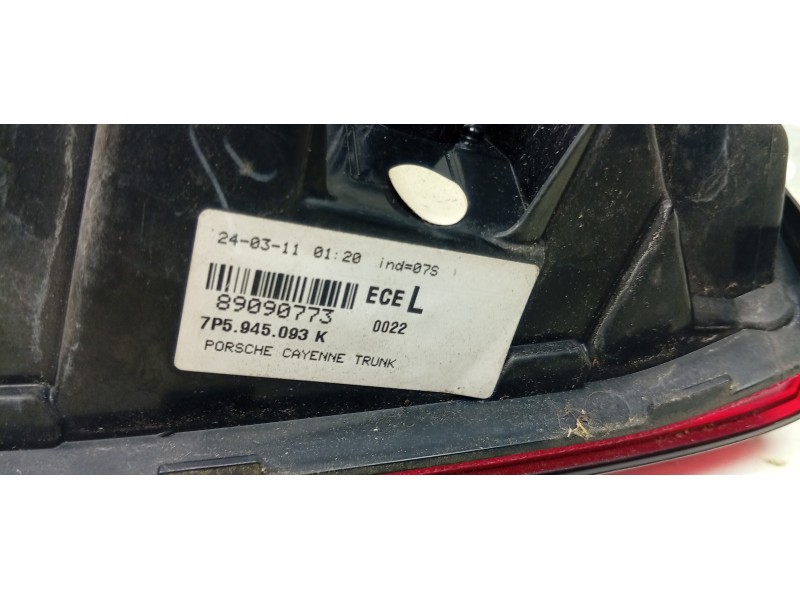 24-03-11 01:20 ind=07S
89090773
ECE L
7P5.945.093 K
0022
PORSCHE CAYENNE TRUNK